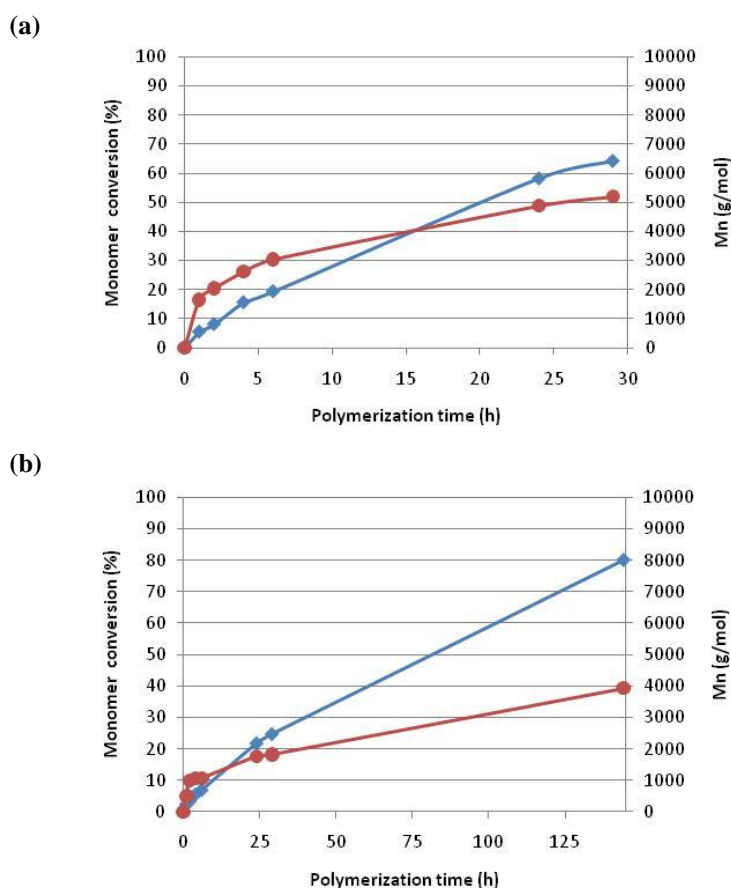 (a)
100 10000
90 9000
80 8000
70 7000
60 6000
50 5000
40 4000
30 3000
20 2000
10 1000
0 0
Monomer conversion (%)
Mn (g/mol)
0 5 10 15 20 25 30
Polymerization time (h)
(b)
100 10000
90 9000
80 8000
70 7000
60 6000
50 5000
40 4000
30 3000
20 2000
10 1000
0 0
Monomer conversion (%)
Mn (g/mol)
0 25 50 75 100 125
Polymerization time (h)